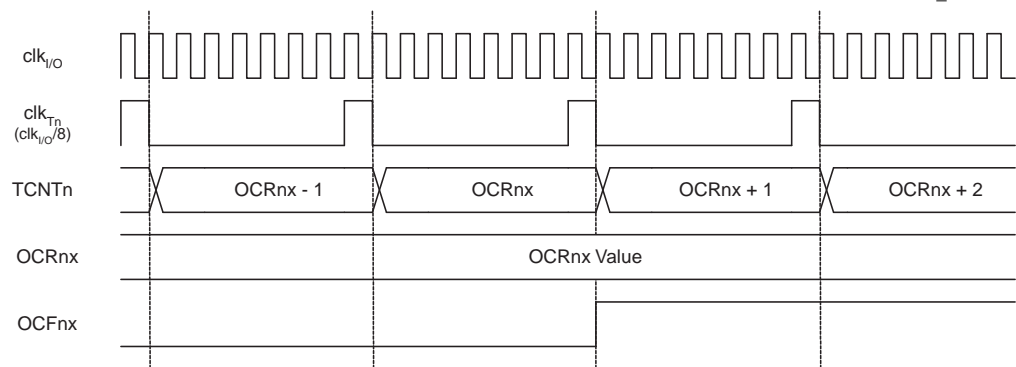 clkI/O
clkTn
(clkI/O/8)
TCNTn OCRnx - 1 OCRnx OCRnx + 1 OCRnx + 2
OCRnx OCRnx Value
OCFnx